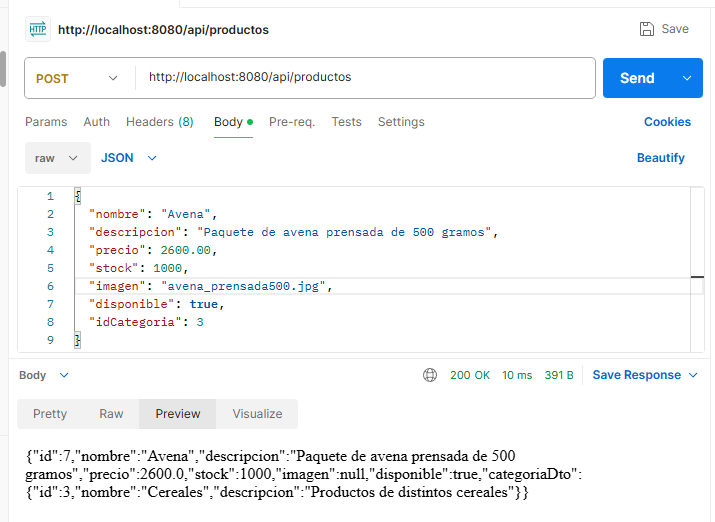 HTTP http://localhost:8080/api/productos Save
POST http://localhost:8080/api/productos Send
Params Auth Headers (8) Body Pre-req. Tests Settings Cookies
raw JSON Beautify
1 {
2 "nombre": "Avena",
3 "descripcion": "Paquete de avena prensada de 500 gramos",
4 "precio": 2600.00,
5 "stock": 1000,
6 "imagen": "avena_prensada500.jpg",
7 "disponible": true,
8 "idCategoria": 3
9 }
Body 200 OK 10 ms 391 B Save Response
Pretty Raw Preview Visualize
{"id":7,"nombre":"Avena","descripcion":"Paquete de avena prensada de 500
gramos","precio":2600.0,"stock":1000,"imagen":null,"disponible":true,"categoriaDto":
{"id":3,"nombre":"Cereales","descripcion":"Productos de distintos cereales"}}